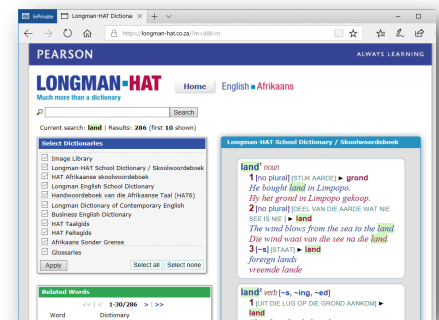 InPrivate
Longman-HAT Dictiona
https://longman-hat.co.za/?m=d&l=n
PEARSON
ALWAYS LEARNING
LONGMAN-HAT
Much more than a dictionary
Home
English ■ Afrikaans
Search
Current search: land | Results: 286 (first 10 shown)
Select Dictionaries
Image Library
Longman-HAT School Dictionary / Skoolwoordeboek
HAT Afrikaanse skoolwoordeboek
Longman English School Dictionary
Handwoordeboek van die Afrikaanse Taal (HAT6)
Longman Dictionary of Contemporary English
Business English Dictionary
HAT Taalgids
HAT Feitegids
Afrikaans Sonder Grense
Glossaries
Apply
Select all
Select none
Related Words
<< | < 1-30/286 > | >>
Word Dictionary
Longman-HAT School Dictionary / Skoolwoordeboek
land¹ noun
1 [no plural] [STUK AARDE] ► grond
He bought land in Limpopo.
Hy het grond in Limpopo gekoop.
2 [no plural] [DEEL VAN DIE AARDE WAT NIE
SEE IS NIE ] ► land
The wind blows from the sea to the land.
Die wind waai van die see na die land.
3 [~s] [STAAT] ► land
foreign lands
vreemde lande
land² verb [~s, ~ing, ~ed]
1 [UIT DIE LUG OP DIE GROND AANKOM] ►
land